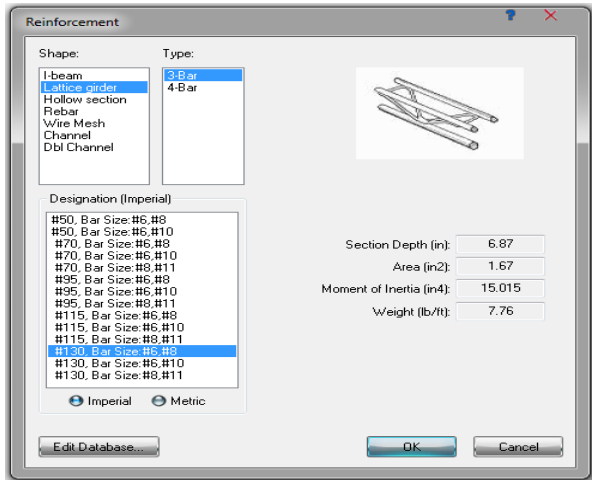 Reinforcement
?
Shape:
Type:
I-beam
Lattice girder
Hollow section
Rebar
Wire Mesh
Channel
Dbl Channel
3-Bar
4-Bar
Designation (Imperial)
#50, Bar Size:#6,#8
#50, Bar Size:#6,#10
#70, Bar Size:#6,#8
#70, Bar Size:#6,#10
#70, Bar Size:#8,#11
#95, Bar Size:#6,#8
#95, Bar Size:#6,#10
#95, Bar Size:#8,#11
#115, Bar Size:#6,#8
#115, Bar Size:#6,#10
#115, Bar Size:#8,#11
#130, Bar Size:#6,#8
#130, Bar Size:#6,#10
#130, Bar Size:#8,#11
Imperial Metric
Section Depth (in): 6.87
Area (in2): 1.67
Moment of Inertia (in4): 15.015
Weight (lb/ft): 7.76
Edit Database...
OK
Cancel